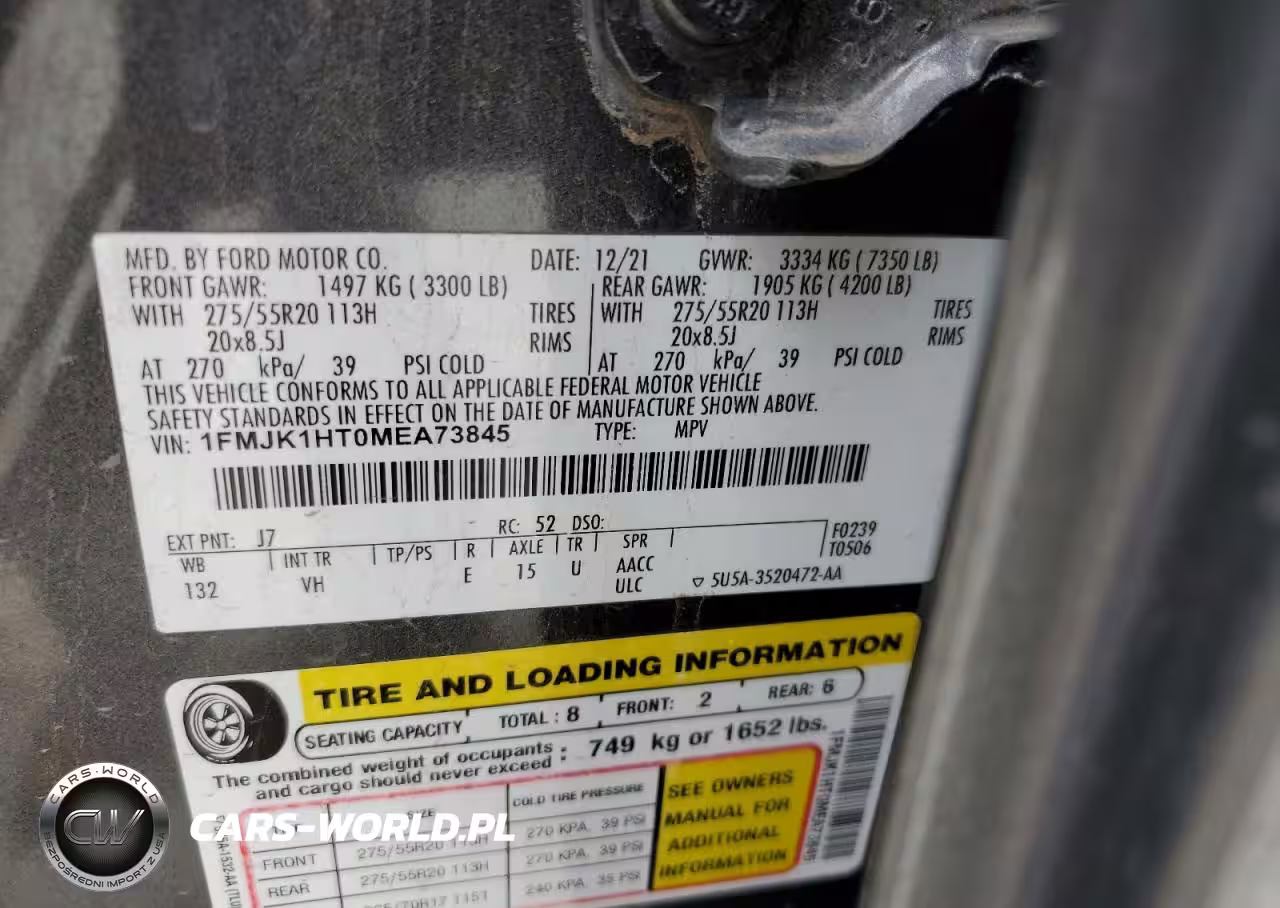 MFD. BY FORD MOTOR CO. DATE: 12/21 GVWR: 3334 KG ( 7350 LB)
FRONT GAWR: 1497 KG ( 3300 LB) REAR GAWR: 1905 KG ( 4200 LB)
WITH 275/55R20 113H TIRES WITH 275/55R20 113H TIRES
20x8.5J RIMS 20x8.5J RIMS
AT 270 kPa/ 39 PSI COLD AT 270 kPa/ 39 PSI COLD
THIS VEHICLE CONFORMS TO ALL APPLICABLE FEDERAL MOTOR VEHICLE
SAFETY STANDARDS IN EFFECT ON THE DATE OF MANUFACTURE SHOWN ABOVE.
VIN: 1FMJK1HT0MEA73845 TYPE: MPV
EXT PNT: J7 RC: 52 DSO: F0239
WB INT TR TP/PS R AXLE TR SPR T0506
132 VH E 15 U AACC
ULC ▽ 5U5A-3520472-AA
TIRE AND LOADING INFORMATION
SEATING CAPACITY TOTAL : 8 FRONT: 2 REAR: 6
The combined weight of occupants and cargo should never exceed : 749 kg or 1652 lbs.
SIZE COLD TIRE PRESSURE
FRONT 275/55R20 113H 270 KPA, 39 PSI
REAR 275/55R20 113H 270 KPA, 39 PSI
240 KPA, 35 PSI
SEE OWNERS
MANUAL FOR
ADDITIONAL
INFORMATION
1FMJK1HT0MEA73845
CARS-WORLD
CW
BEZPOŚREDNI IMPORT Z USA
CARS-WORLD.PL